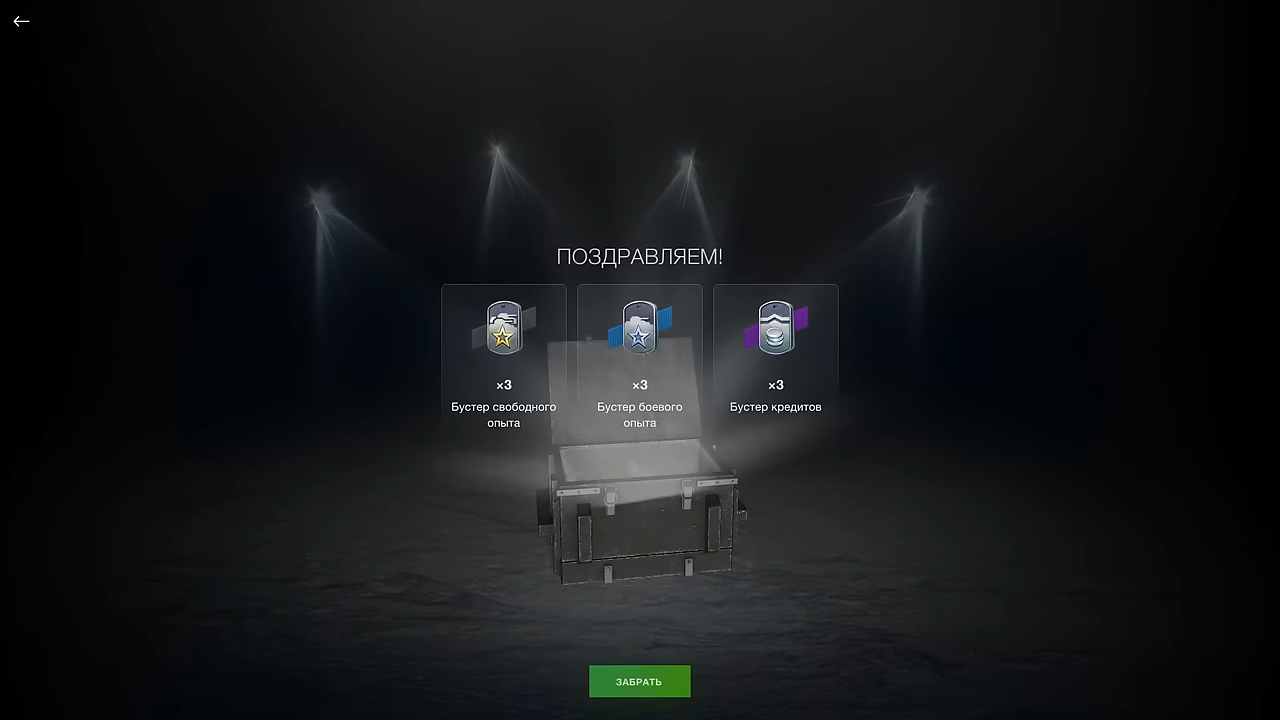 ПОЗДРАВЛЯЕМ!
×3
Бустер свободного
опыта
×3
Бустер боевого
опыта
×3
Бустер кредитов
ЗАБРАТЬ